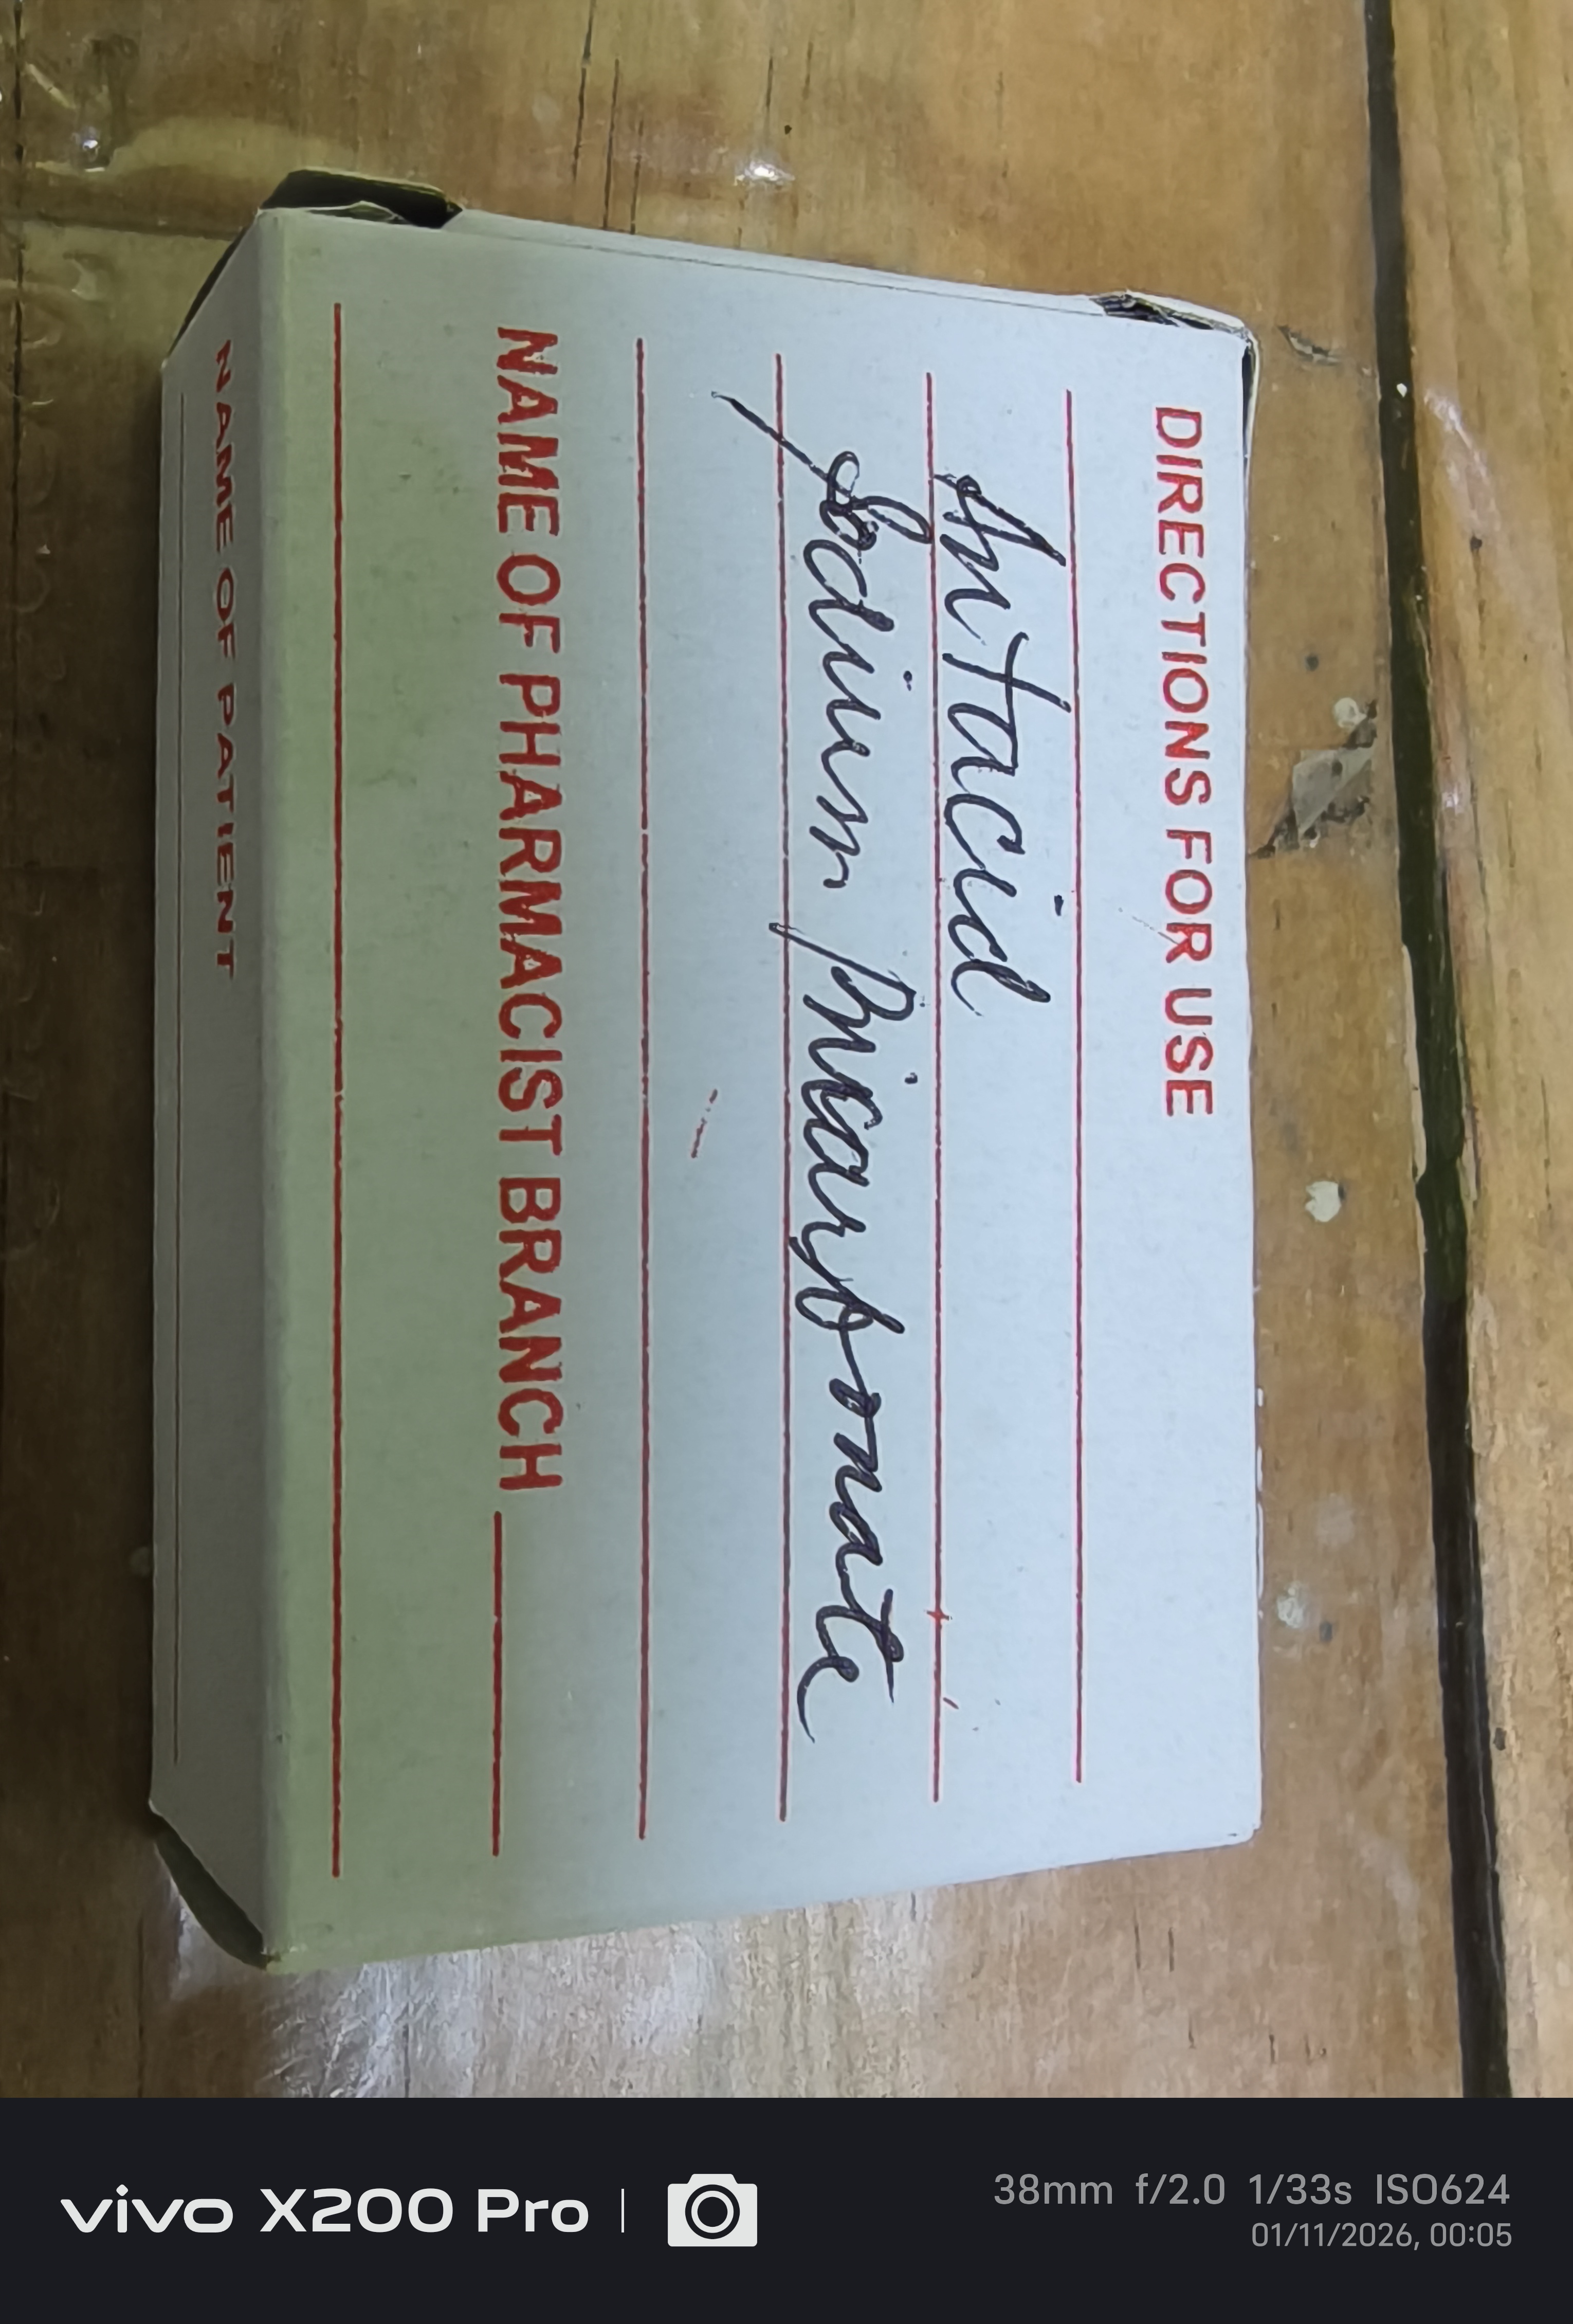 DIRECTIONS FOR USE
Antacid
Sodium Bicarbonate
NAME OF PHARMACIST BRANCH
NAME OF PATIENT
vivo X200 Pro
38mm f/2.0 1/33s ISO624
01/11/2026, 00:05